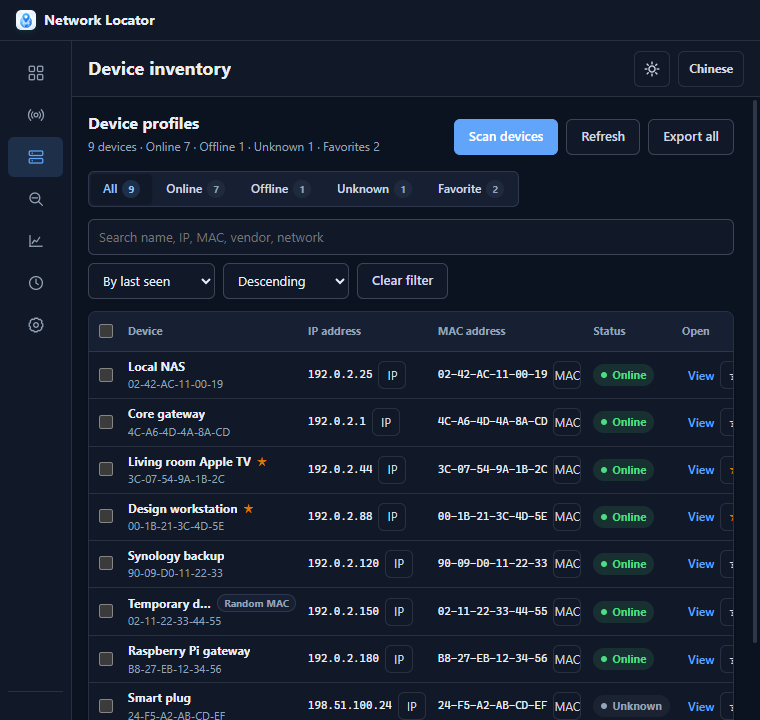 Network Locator
Device inventory
Chinese
Device profiles
9 devices · Online 7 · Offline 1 · Unknown 1 · Favorites 2
Scan devices
Refresh
Export all
All 9
Online 7
Offline 1
Unknown 1
Favorite 2
Search name, IP, MAC, vendor, network
By last seen
Descending
Clear filter
Device IP address MAC address Status Open
Local NAS
02-42-AC-11-00-19
192.0.2.25 IP 02-42-AC-11-00-19 MAC Online View
Core gateway
4C-A6-4D-4A-8A-CD
192.0.2.1 IP 4C-A6-4D-4A-8A-CD MAC Online View
Living room Apple TV ★
3C-07-54-9A-1B-2C
192.0.2.44 IP 3C-07-54-9A-1B-2C MAC Online View
Design workstation ★
00-1B-21-3C-4D-5E
192.0.2.88 IP 00-1B-21-3C-4D-5E MAC Online View
Synology backup
90-09-D0-11-22-33
192.0.2.120 IP 90-09-D0-11-22-33 MAC Online View
Temporary d... Random MAC
02-11-22-33-44-55
192.0.2.150 IP 02-11-22-33-44-55 MAC Online View
Raspberry Pi gateway
B8-27-EB-12-34-56
192.0.2.180 IP B8-27-EB-12-34-56 MAC Online View
Smart plug
24-F5-A2-AB-CD-EF
198.51.100.24 IP 24-F5-A2-AB-CD-EF MAC Unknown View